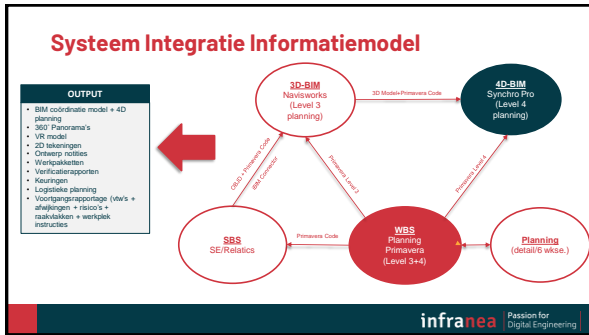 Systeem Integratie Informatiemodel
OUTPUT
• BIM coördinatie model + 4D
planning
• 360˚ Panorama's
• VR model
• 2D tekeningen
• Ontwerp notities
• Werkpakketten
• Verificatierapporten
• Keuringen
• Logistieke planning
• Voortgangsrapportage (vtw's +
afwijkingen + risico's +
raakvlakken + werkplek
instructies
3D-BIM
Navisworks
(Level 3
planning)
3D Model+Primavera Code
4D-BIM
Synchro Pro
(Level 4
planning)
OBJID + Primavera Code
BIM Connector
Primavera Level 3
Primavera Level 4
SBS
SE/Relatics
Primavera Code
WBS
Planning
Primavera
(Level 3+4)
Planning
(detail/6 wkse.)
infranea
Passion for
Digital Engineering